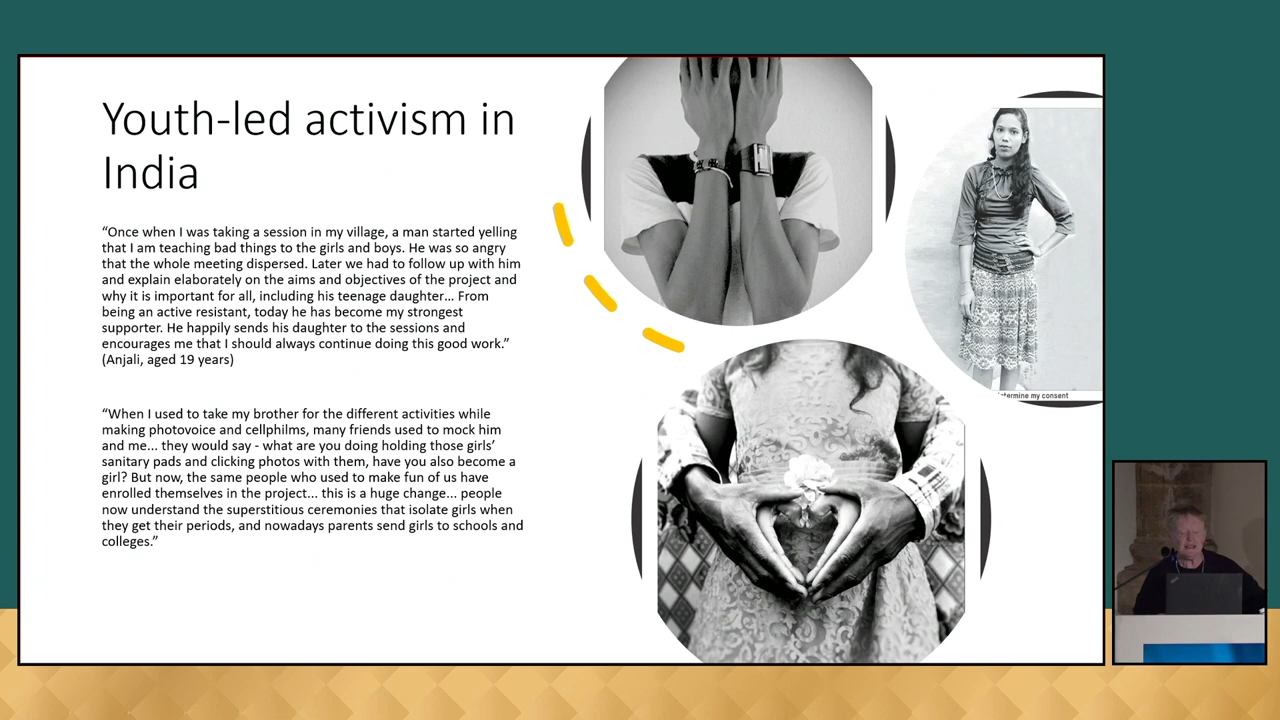 Youth-led activism in
India
“Once when I was taking a session in my village, a man started yelling
that I am teaching bad things to the girls and boys. He was so angry
that the whole meeting dispersed. Later we had to follow up with him
and explain elaborately on the aims and objectives of the project and
why it is important for all, including his teenage daughter… From
being an active resistant, today he has become my strongest
supporter. He happily sends his daughter to the sessions and
encourages me that I should always continue doing this good work.”
(Anjali, aged 19 years)
“When I used to take my brother for the different activities while
making photovoice and cellphilms, many friends used to mock him
and me... they would say - what are you doing holding those girls’
sanitary pads and clicking photos with them, have you also become a
girl? But now, the same people who used to make fun of us have
enrolled themselves in the project... this is a huge change... people
now understand the superstitious ceremonies that isolate girls when
they get their periods, and nowadays parents send girls to schools and
colleges.”
my consent